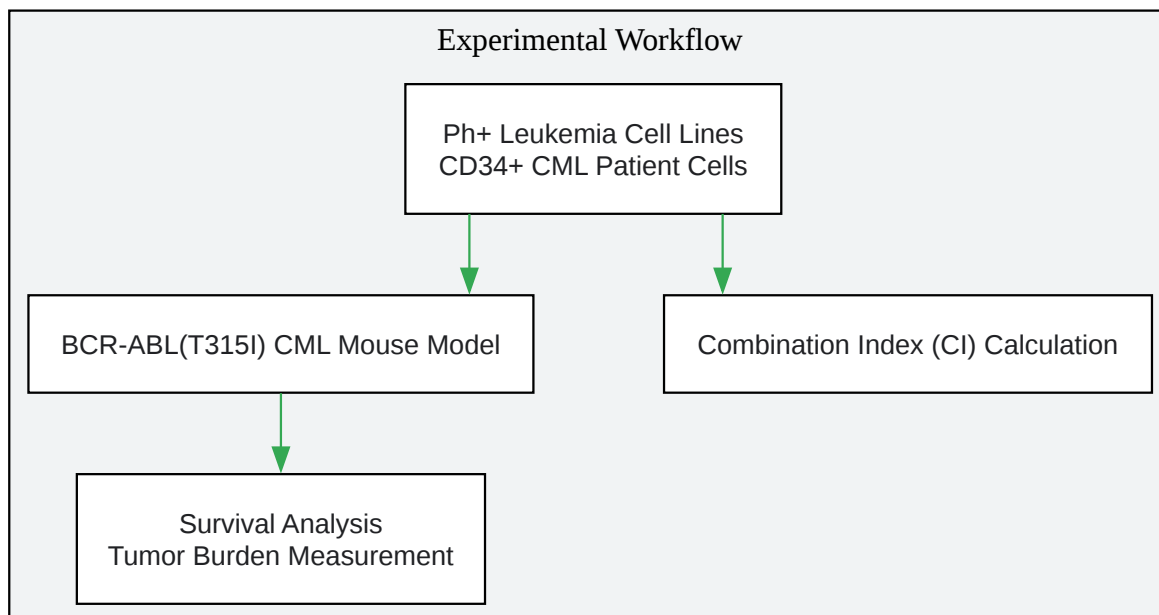 Experimental Workflow
Ph+ Leukemia Cell Lines
CD34+ CML Patient Cells
BCR-ABL(T315I) CML Mouse Model
Combination Index (CI) Calculation
Survival Analysis
Tumor Burden Measurement